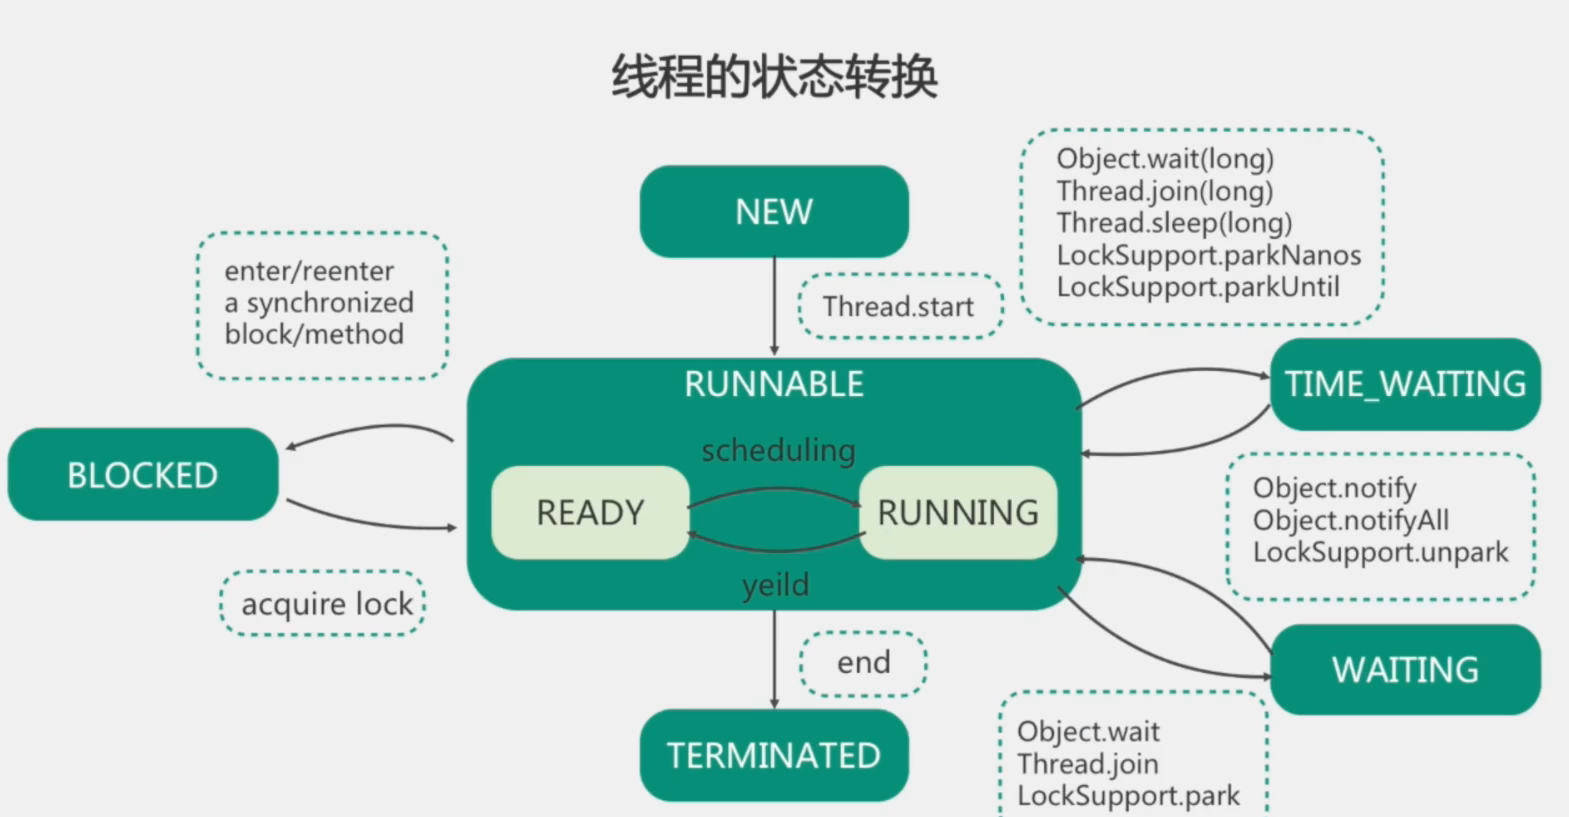 线程的状态转换
NEW
Thread.start
Object.wait(long)
Thread.join(long)
Thread.sleep(long)
LockSupport.parkNanos
LockSupport.parkUntil
enter/reenter
a synchronized
block/method
RUNNABLE
TIME_WAITING
scheduling
BLOCKED
READY
RUNNING
Object.notify
Object.notifyAll
LockSupport.unpark
yeild
acquire lock
end
WAITING
TERMINATED
Object.wait
Thread.join
LockSupport.park